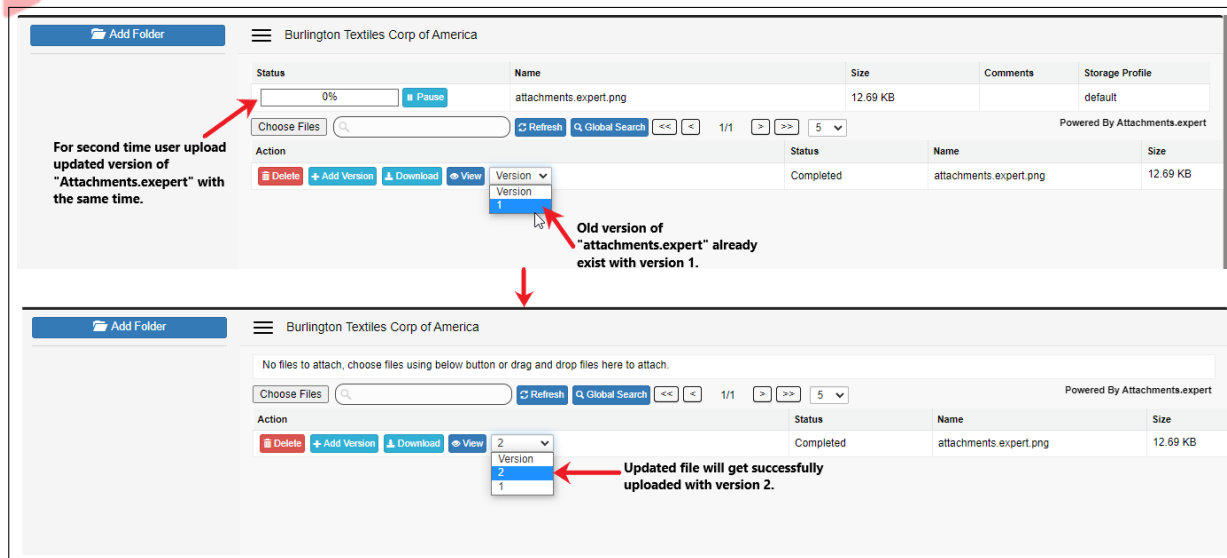 Add Folder
Burlington Textiles Corp of America
Status Name Size Comments Storage Profile
0% Pause attachments.expert.png 12.69 KB default
Choose Files Refresh Global Search << < 1/1 > >> 5 Powered By Attachments.expert
For second time user upload
updated version of
"Attachments.exepert" with
the same time.
Action Status Name Size
Delete + Add Version Download View Version Completed attachments.expert.png 12.69 KB
Version
1
Old version of
"attachments.expert" already
exist with version 1.
Add Folder
Burlington Textiles Corp of America
No files to attach, choose files using below button or drag and drop files here to attach.
Choose Files Refresh Global Search << < 1/1 > >> 5 Powered By Attachments.expert
Action Status Name Size
Delete + Add Version Download View 2 Completed attachments.expert.png 12.69 KB
Version
2
1
Updated file will get successfully
uploaded with version 2.